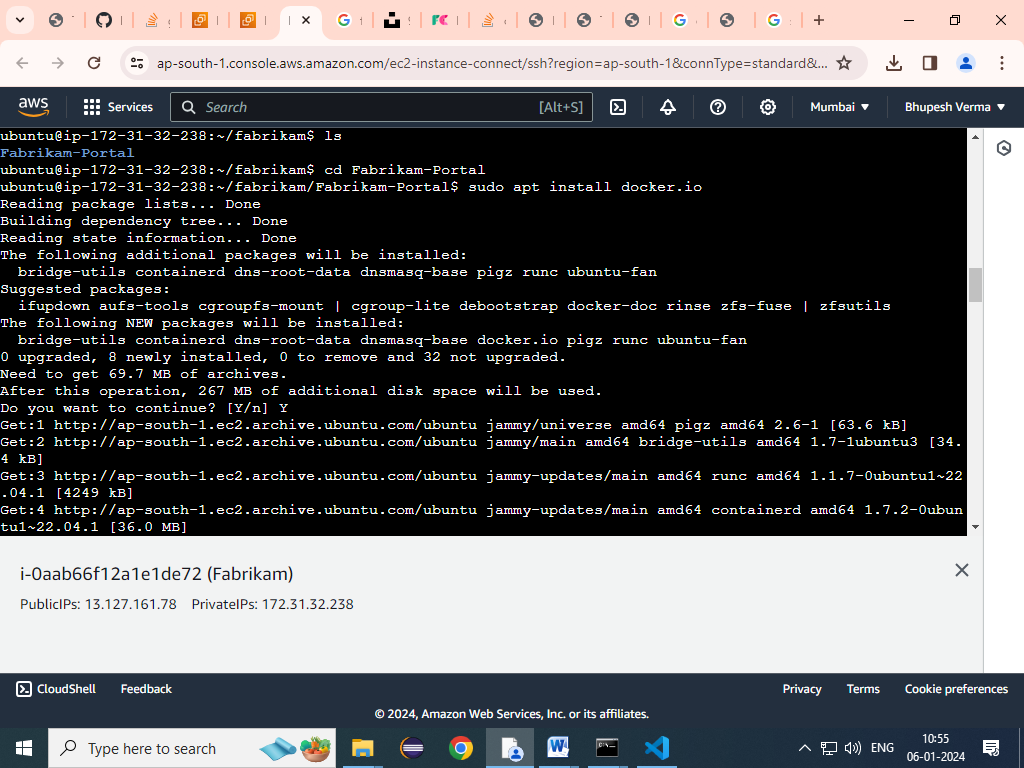 ap-south-1.console.aws.amazon.com/ec2-instance-connect/ssh?region=ap-south-1&connType=standard&...
aws
Services
Search
[Alt+S]
Mumbai
Bhupesh Verma
ubuntu@ip-172-31-32-238:~/fabrikam$ ls
Fabrikam-Portal
ubuntu@ip-172-31-32-238:~/fabrikam$ cd Fabrikam-Portal
ubuntu@ip-172-31-32-238:~/fabrikam/Fabrikam-Portal$ sudo apt install docker.io
Reading package lists... Done
Building dependency tree... Done
Reading state information... Done
The following additional packages will be installed:
  bridge-utils containerd dns-root-data dnsmasq-base pigz runc ubuntu-fan
Suggested packages:
  ifupdown aufs-tools cgroupfs-mount | cgroup-lite debootstrap docker-doc rinse zfs-fuse | zfsutils
The following NEW packages will be installed:
  bridge-utils containerd dns-root-data dnsmasq-base docker.io pigz runc ubuntu-fan
0 upgraded, 8 newly installed, 0 to remove and 32 not upgraded.
Need to get 69.7 MB of archives.
After this operation, 267 MB of additional disk space will be used.
Do you want to continue? [Y/n] Y
Get:1 http://ap-south-1.ec2.archive.ubuntu.com/ubuntu jammy/universe amd64 pigz amd64 2.6-1 [63.6 kB]
Get:2 http://ap-south-1.ec2.archive.ubuntu.com/ubuntu jammy/main amd64 bridge-utils amd64 1.7-1ubuntu3 [34.
4 kB]
Get:3 http://ap-south-1.ec2.archive.ubuntu.com/ubuntu jammy-updates/main amd64 runc amd64 1.1.7-0ubuntu1~22
.04.1 [4249 kB]
Get:4 http://ap-south-1.ec2.archive.ubuntu.com/ubuntu jammy-updates/main amd64 containerd amd64 1.7.2-0ubun
tu1~22.04.1 [36.0 MB]
i-0aab66f12a1e1de72 (Fabrikam)
PublicIPs: 13.127.161.78 PrivateIPs: 172.31.32.238
CloudShell
Feedback
Privacy
Terms
Cookie preferences
© 2024, Amazon Web Services, Inc. or its affiliates.
Type here to search
ENG
10:55
06-01-2024